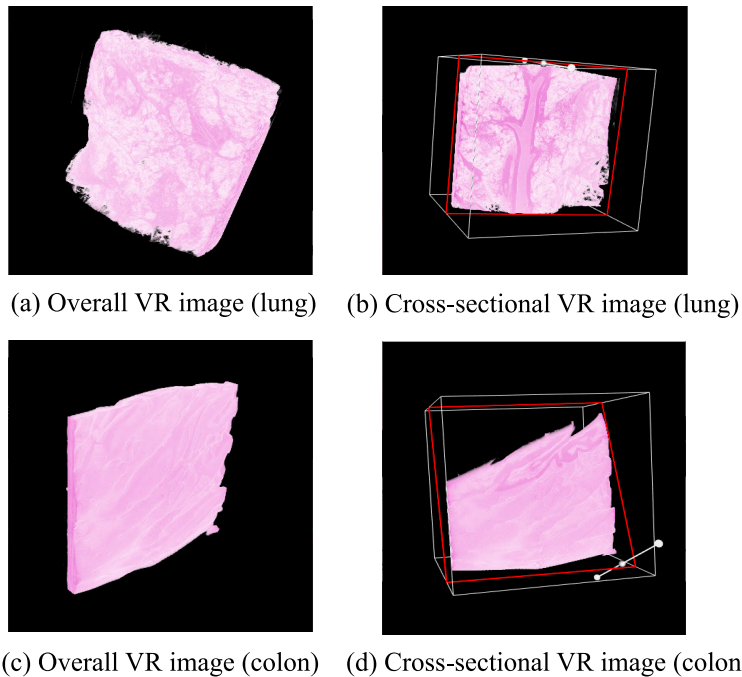 (a) Overall VR image (lung)
(b) Cross-sectional VR image (lung)
(c) Overall VR image (colon)
(d) Cross-sectional VR image (colon